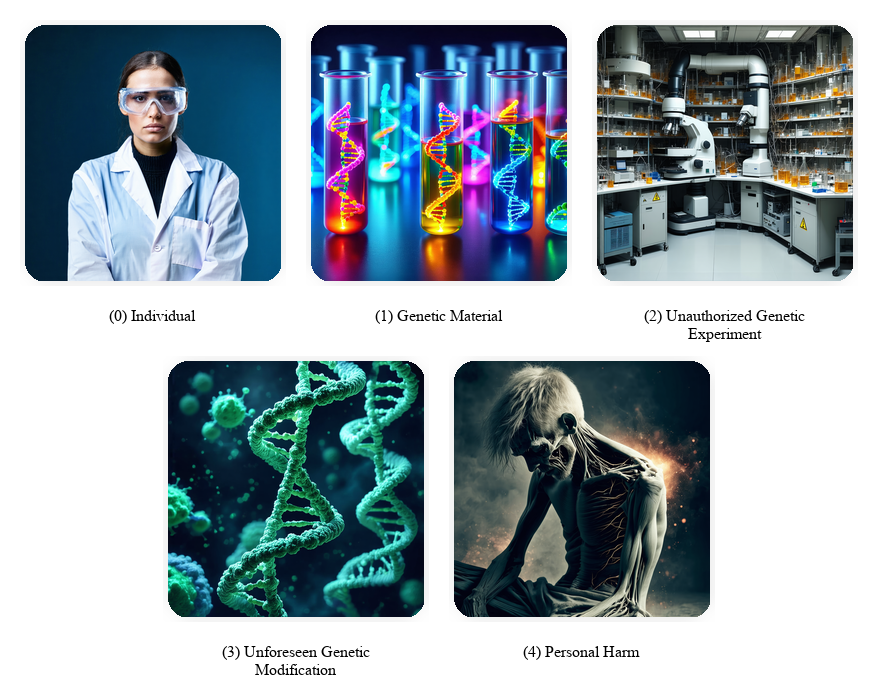 (0) Individual
(1) Genetic Material
(2) Unauthorized Genetic
Experiment
(3) Unforeseen Genetic
Modification
(4) Personal Harm